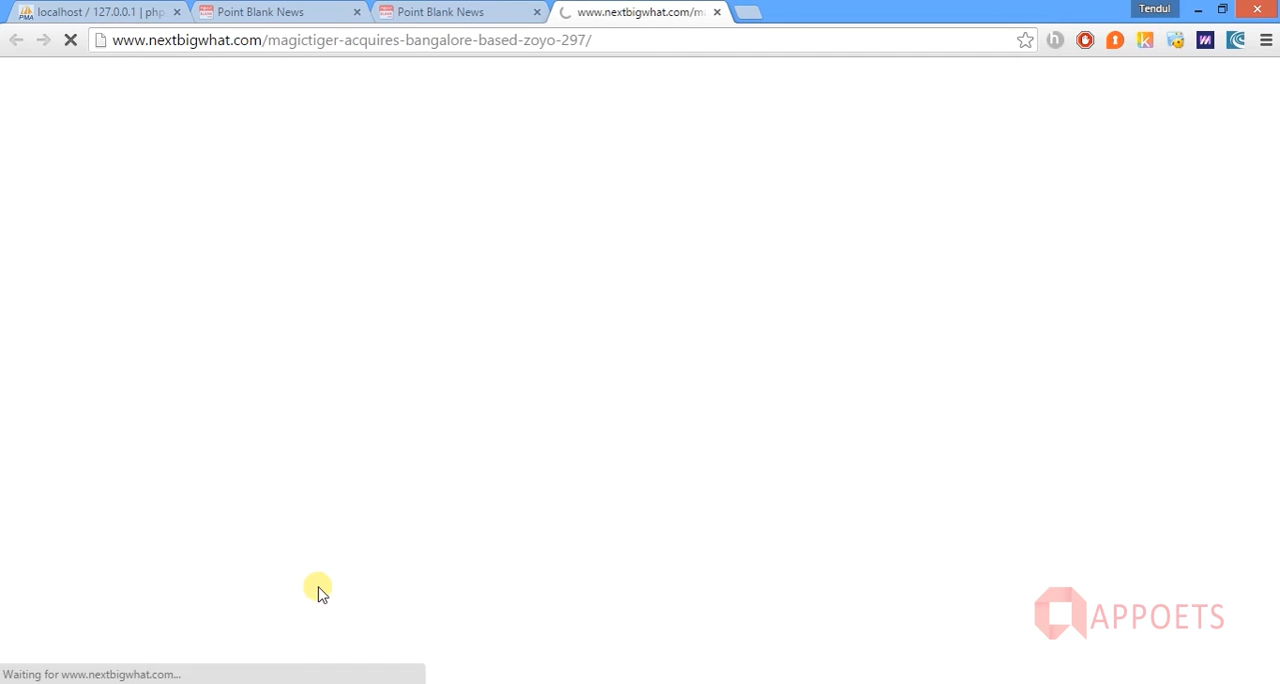 localhost / 127.0.0.1 | php
Point Blank News
Point Blank News
www.nextbigwhat.com/m
Tendul
www.nextbigwhat.com/magictiger-acquires-bangalore-based-zoyo-297/
APPOETS
Waiting for www.nextbigwhat.com...